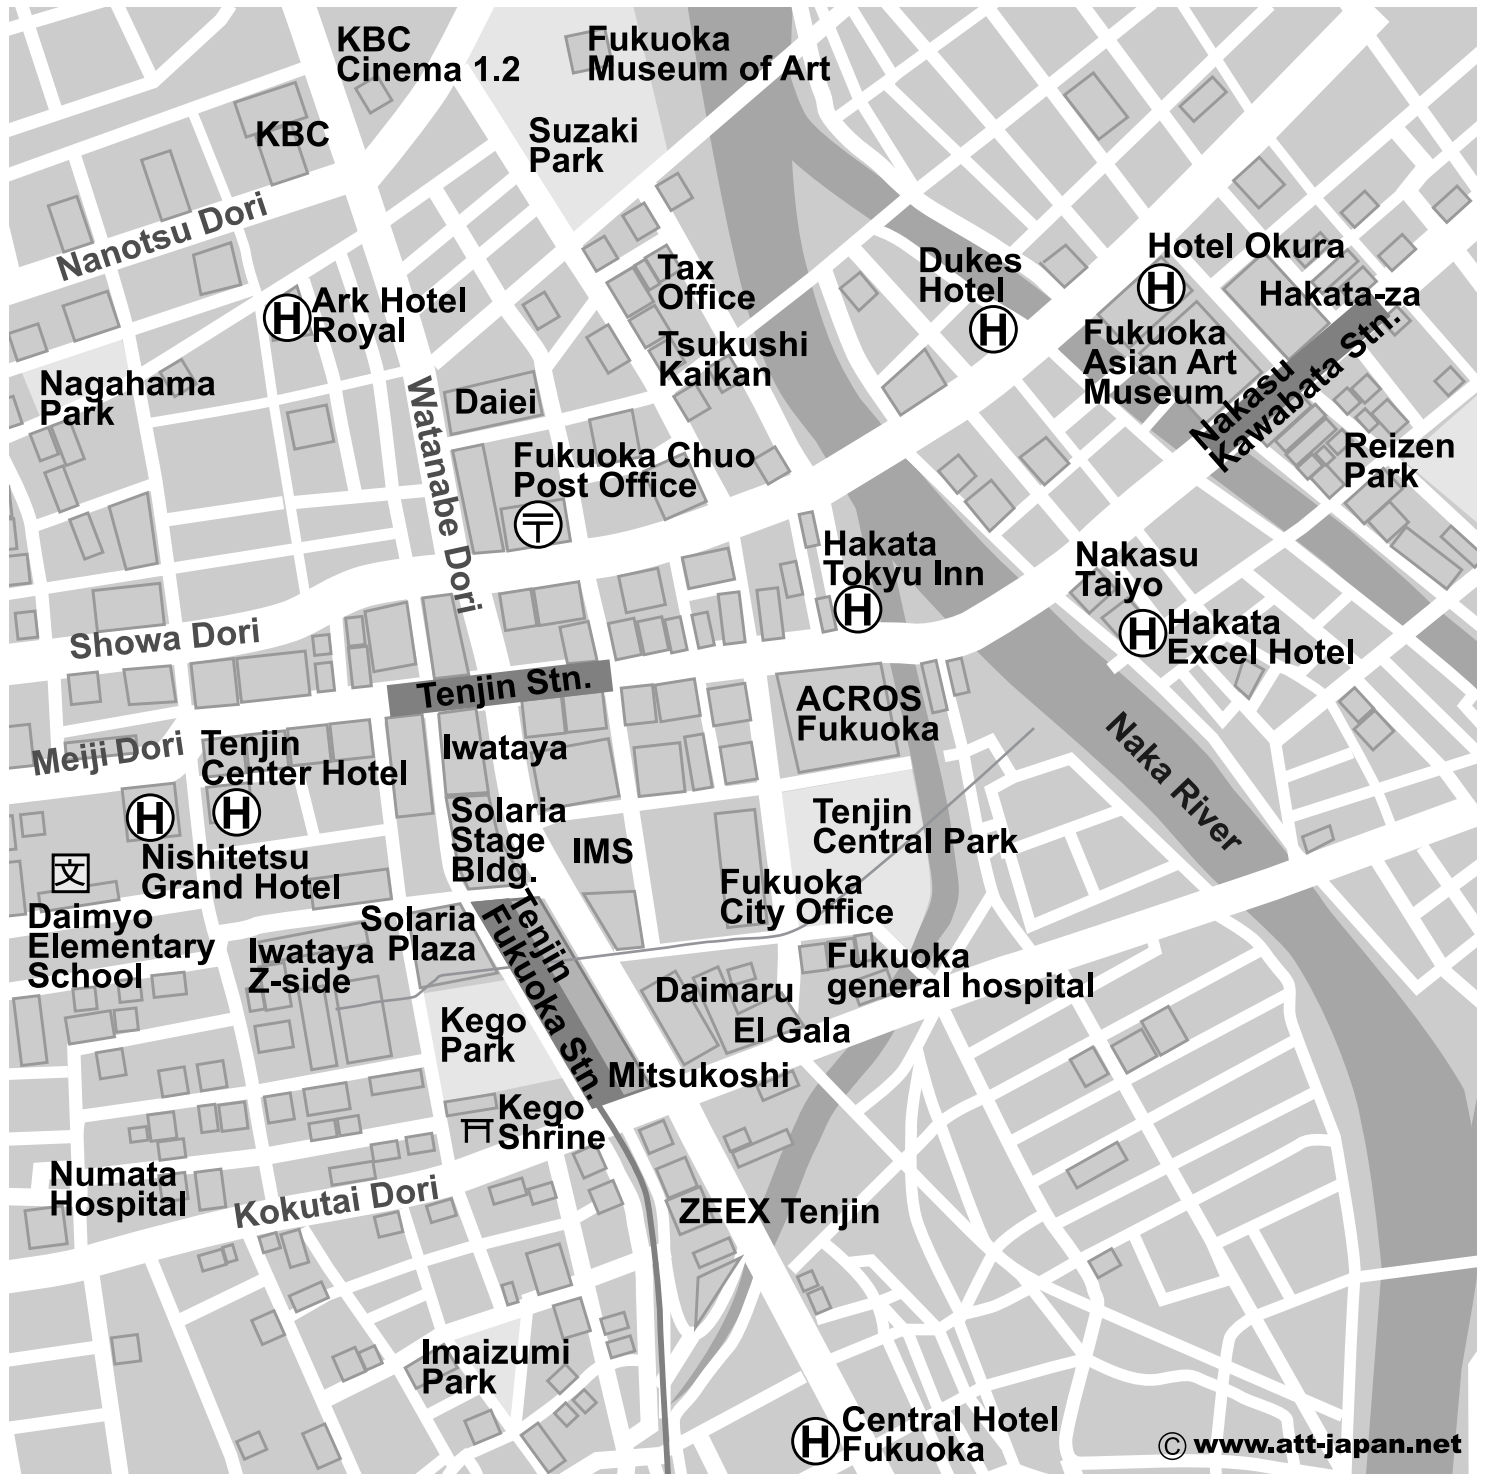 KBC
Cinema 1.2
Fukuoka
Museum of Art
KBC
Suzaki
Park
Nanotsu Dori
Tax
Office
Dukes
Hotel
H
Hotel Okura
H
Hakata-za
Ark Hotel
Royal
H
Tsukushi
Kaikan
Fukuoka
Asian Art
Museum
Nakasu
Kawabata Stn.
Nagahama
Park
Watanabe Dori
Daiei
Fukuoka Chuo
Post Office
〒
Reizen
Park
Hakata
Tokyu Inn
H
Nakasu
Taiyo
H
Hakata
Excel Hotel
Showa Dori
Tenjin Stn.
ACROS
Fukuoka
Naka River
Meiji Dori
Tenjin
Center Hotel
H
Iwataya
H
Nishitetsu
Grand Hotel
Solaria
Stage
Bldg.
IMS
Tenjin
Central Park
文
Daimyo
Elementary
School
Fukuoka
City Office
Solaria
Plaza
Iwataya
Z-side
Tenjin
Fukuoka Stn.
Fukuoka
general hospital
Daimaru
El Gala
Kego
Park
Mitsukoshi
Kego
Shrine
Numata
Hospital
Kokutai Dori
ZEEX Tenjin
Imaizumi
Park
H
Central Hotel
Fukuoka
© www.att-japan.net